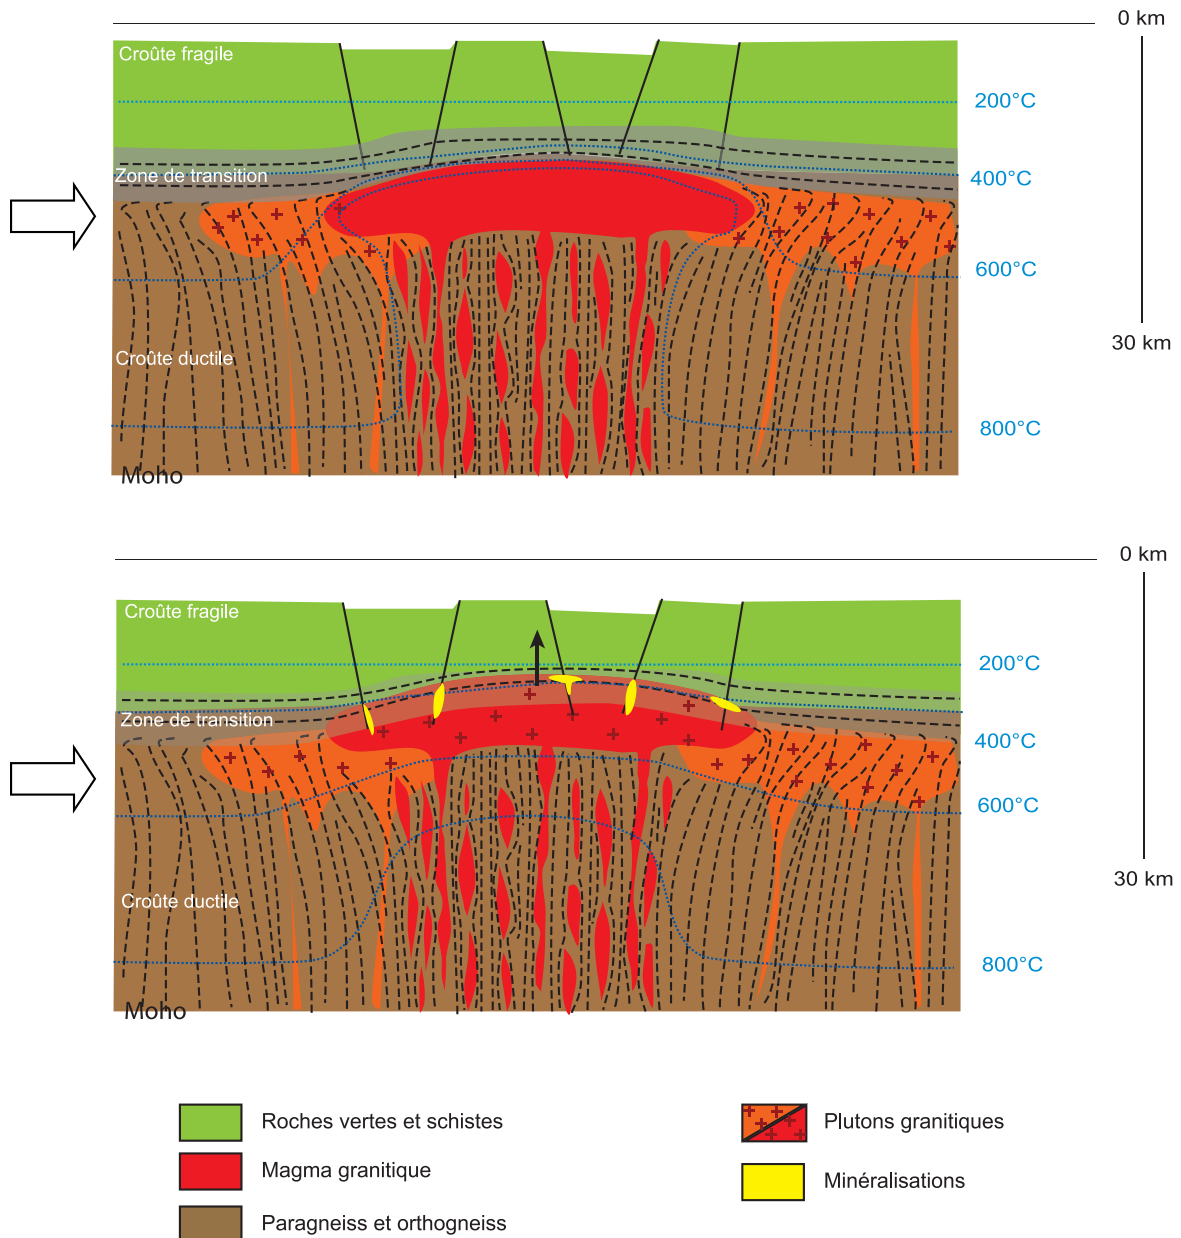 0 km
Croûte fragile
200°C
Zone de transition
400°C
600°C
30 km
Croûte ductile
800°C
Moho
0 km
Croûte fragile
200°C
Zone de transition
400°C
600°C
30 km
Croûte ductile
800°C
Moho
Roches vertes et schistes
Plutons granitiques
Magma granitique
Minéralisations
Paragneiss et orthogneiss